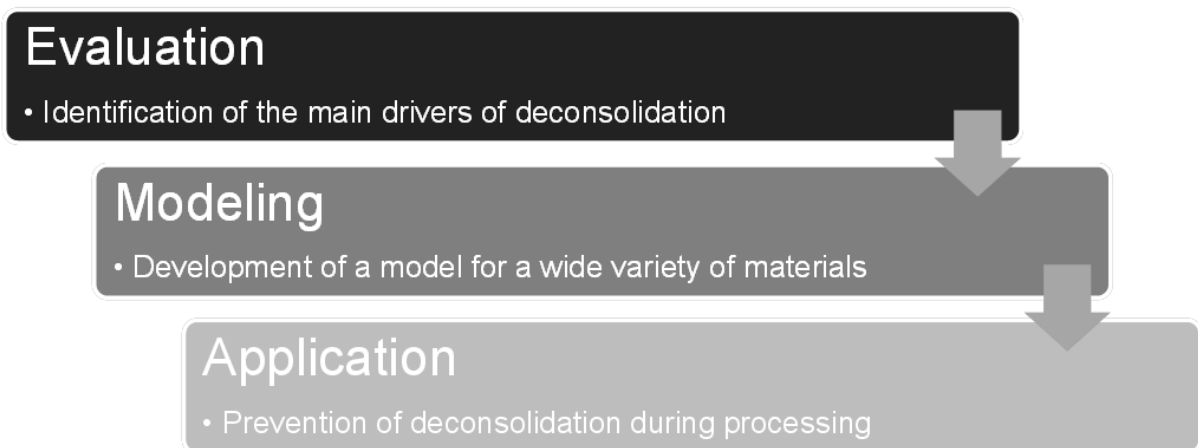 Evaluation
• Identification of the main drivers of deconsolidation
Modeling
• Development of a model for a wide variety of materials
Application
• Prevention of deconsolidation during processing